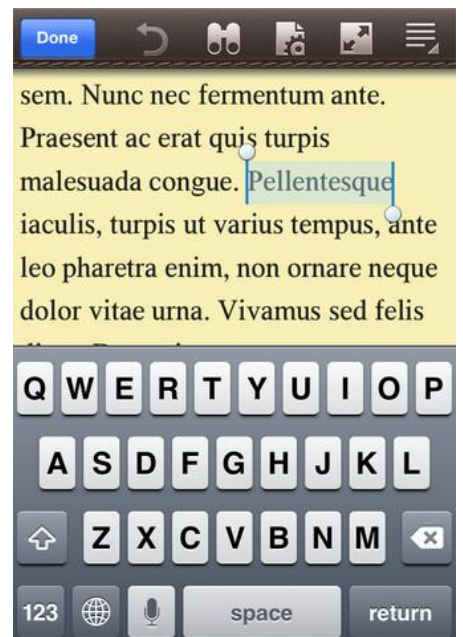 Done
sem. Nunc nec fermentum ante.
Praesent ac erat quis turpis
malesuada congue. Pellentesque
iaculis, turpis ut varius tempus, ante
leo pharetra enim, non ornare neque
dolor vitae urna. Vivamus sed felis
Q W E R T Y U I O P
A S D F G H J K L
Z X C V B N M
123 space return